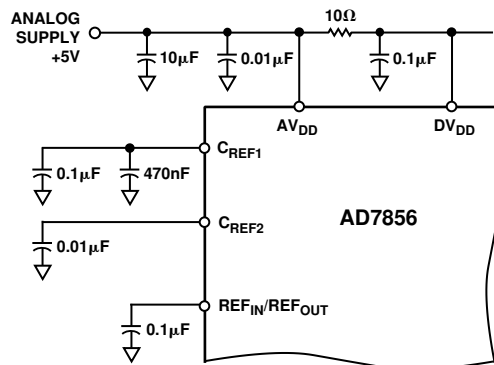 ANALOG
SUPPLY
+5V
10Ω
10µF
0.01µF
0.1µF
AVDD
DVDD
CREF1
0.1µF
470nF
AD7856
CREF2
0.01µF
REFIN/REFOUT
0.1µF